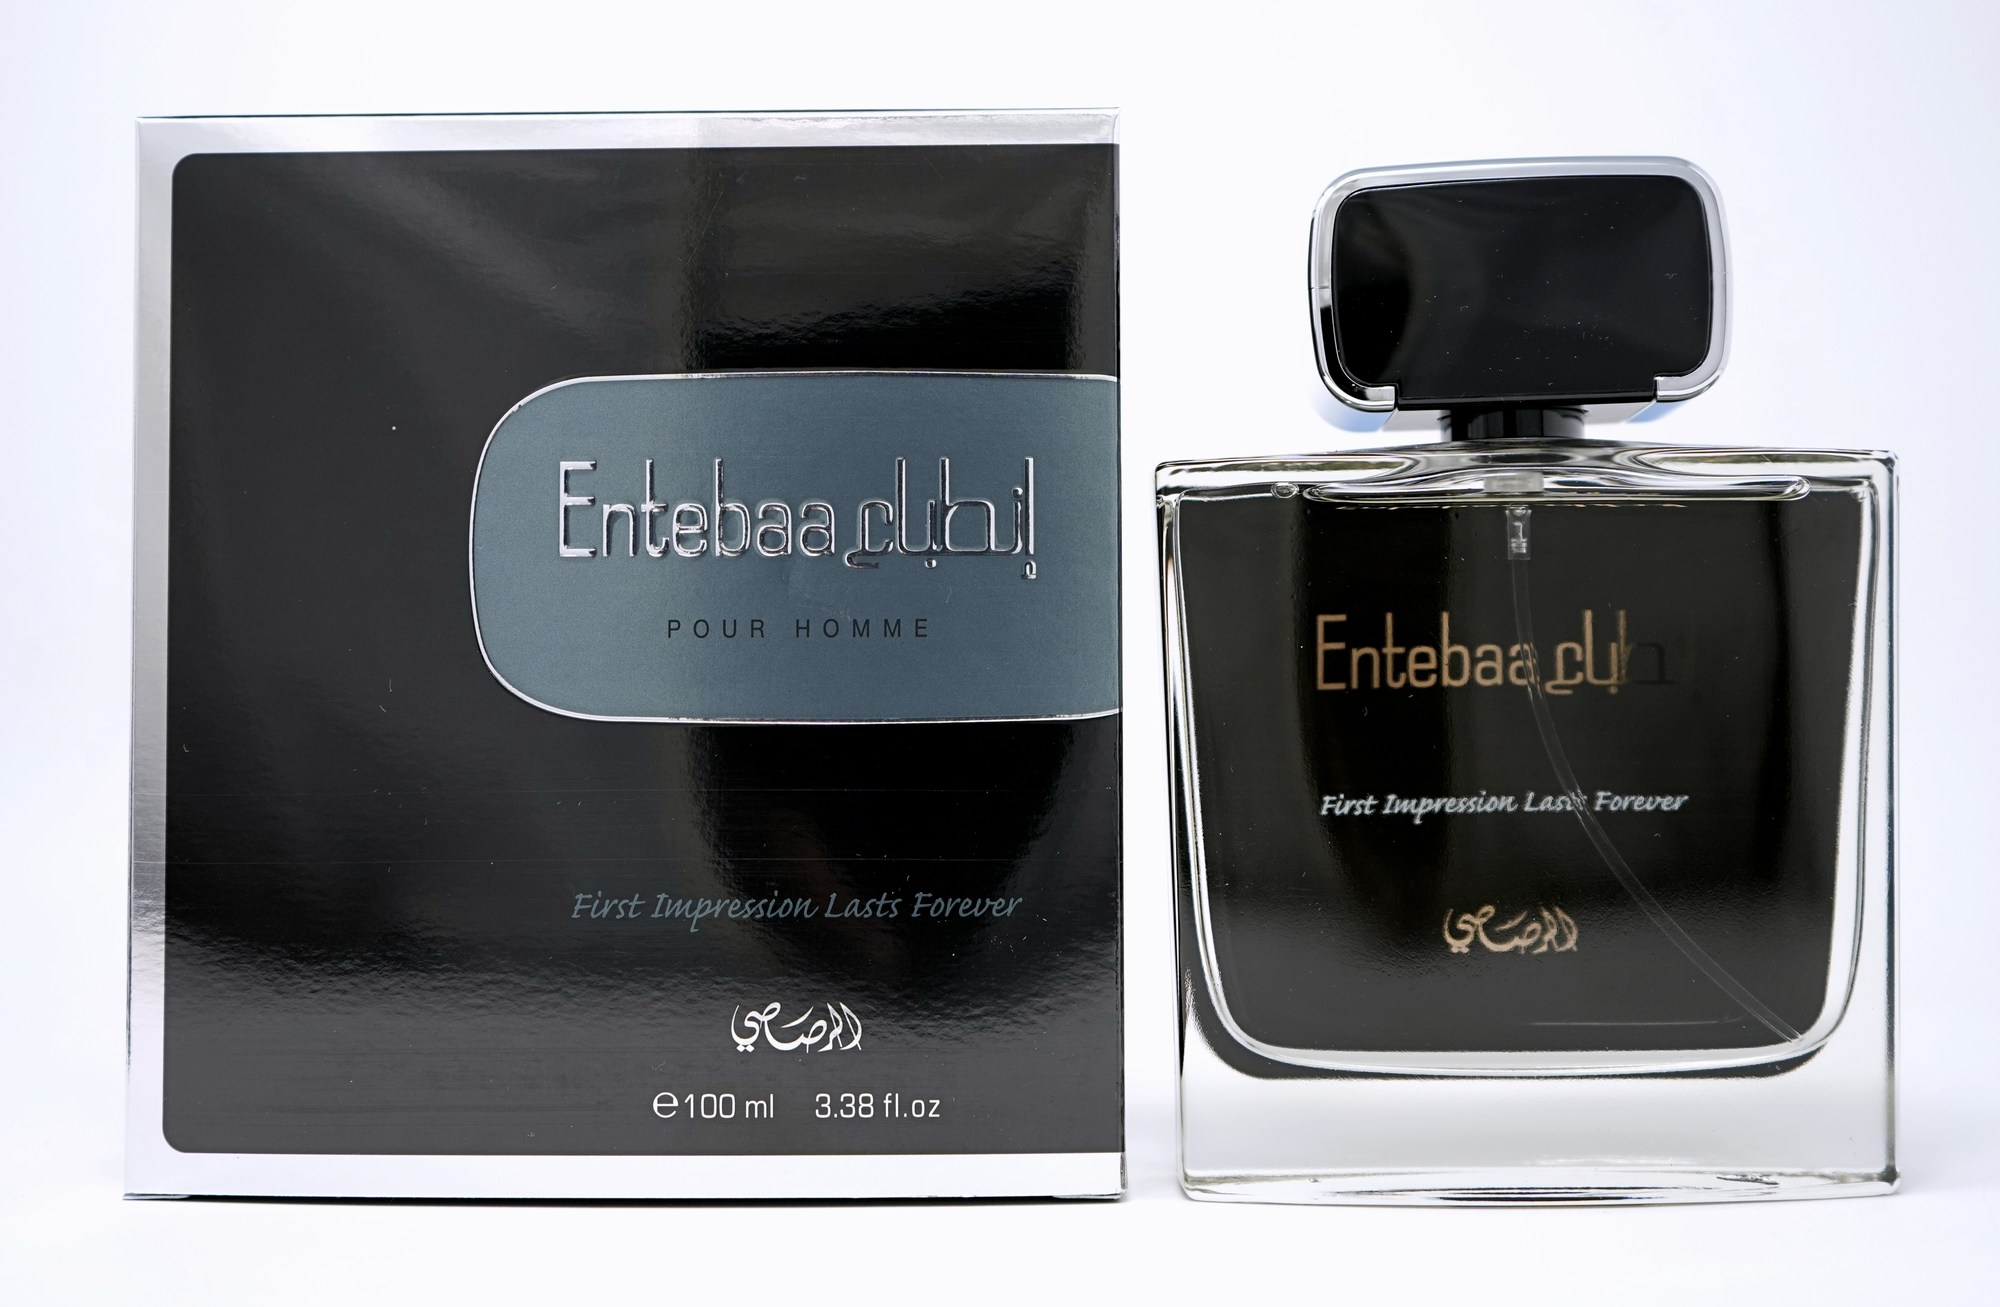 Entebaa إنطباع
POUR HOMME
First Impression Lasts Forever
الرصاصي
℮100 ml 3.38 fl.oz
Entebaa طباع
First Impression Lasts Forever
الرصاصي